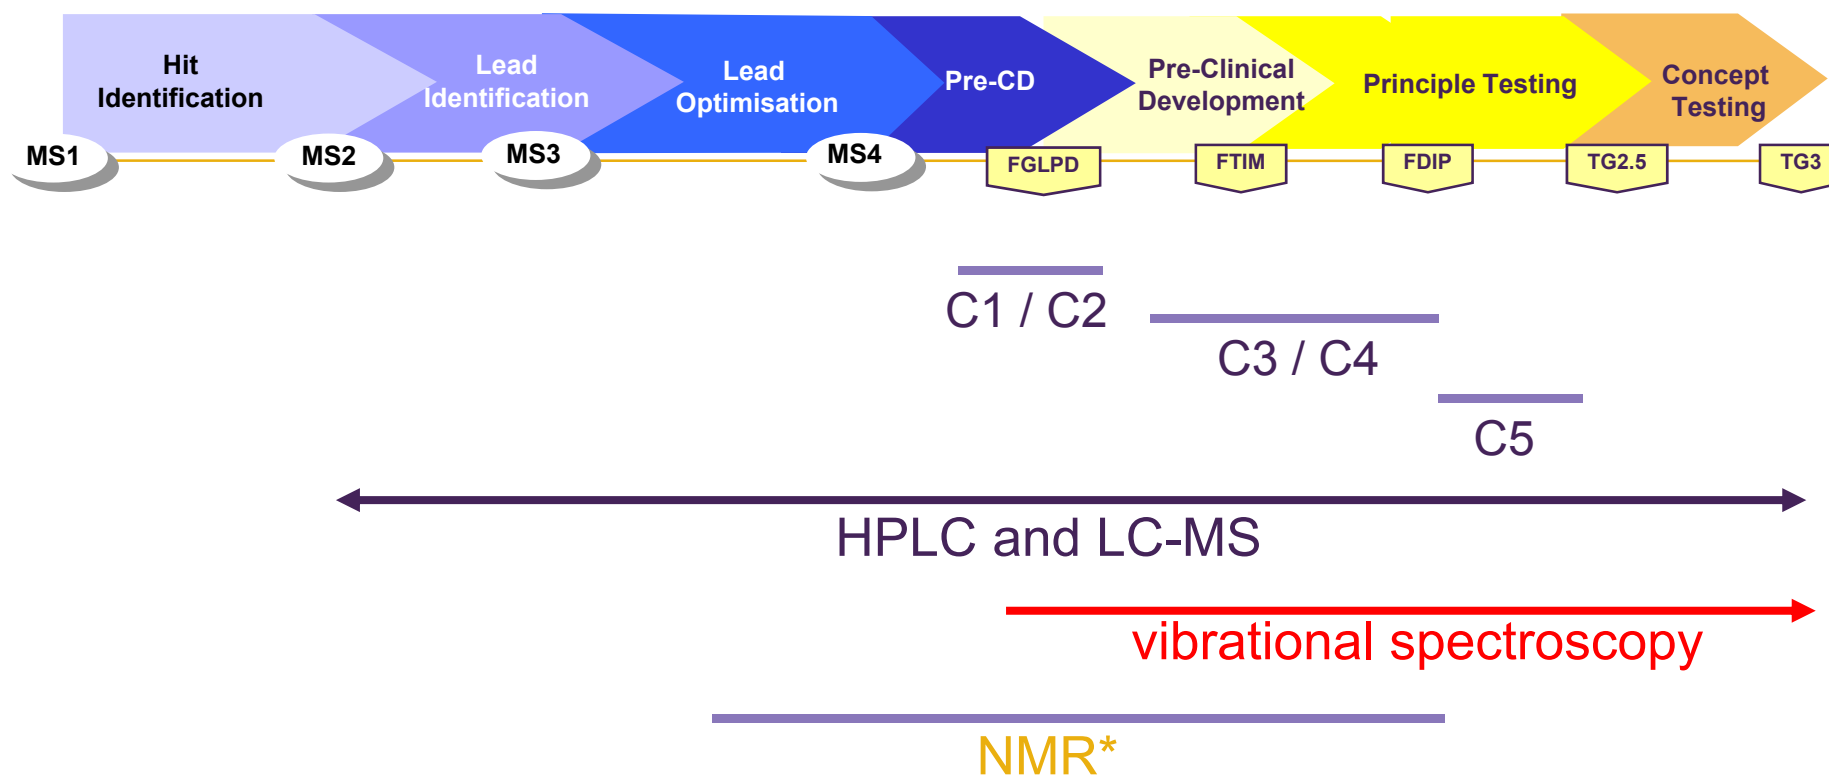 Hit
Identification
Lead
Identification
Lead
Optimisation
Pre-CD
Pre-Clinical
Development
Principle Testing
Concept
Testing
MS1
MS2
MS3
MS4
FGLPD
FTIM
FDIP
TG2.5
TG3
C1 / C2
C3 / C4
C5
HPLC and LC-MS
vibrational spectroscopy
NMR*